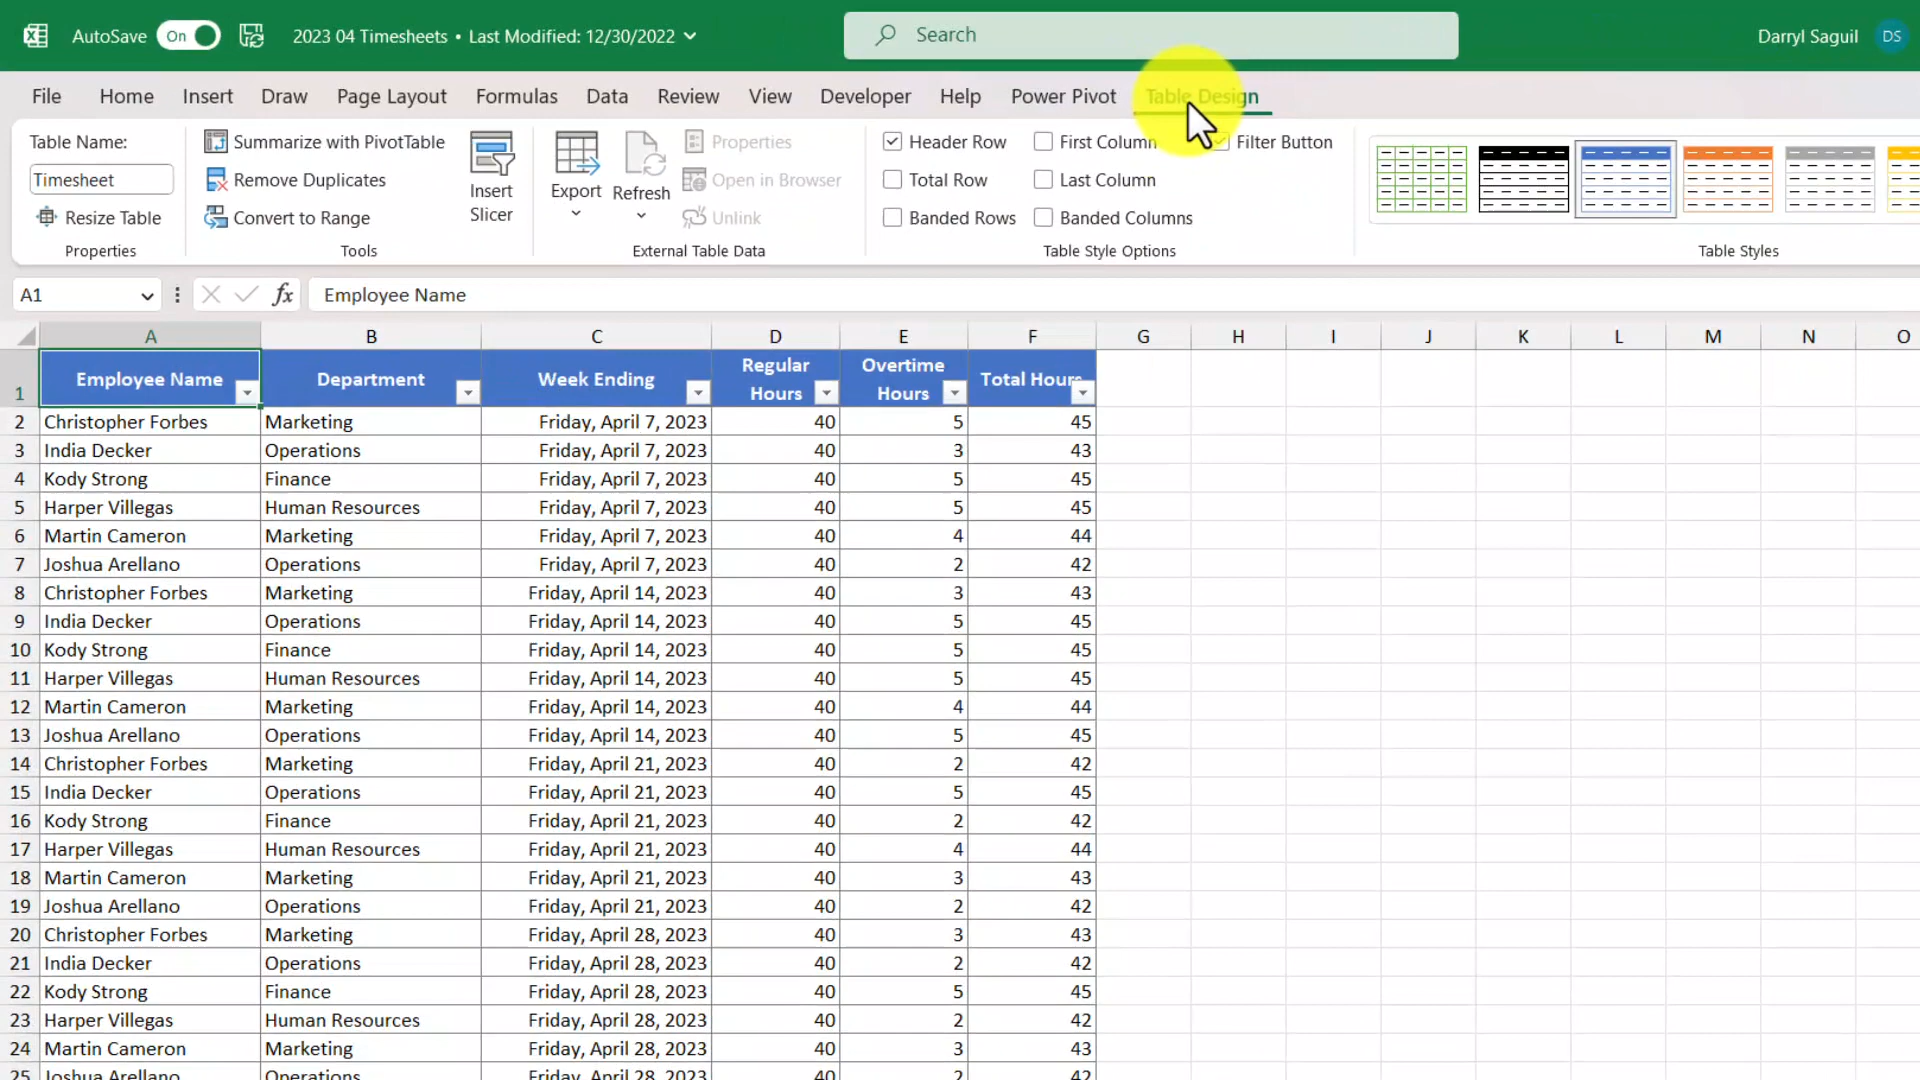 AutoSave On 2023 04 Timesheets • Last Modified: 12/30/2022 Search Darryl Saguil DS
File Home Insert Draw Page Layout Formulas Data Review View Developer Help Power Pivot Table Design
Table Name:
Timesheet
Resize Table
Properties
Summarize with PivotTable
Remove Duplicates
Convert to Range
Insert
Slicer
Tools
Export
Refresh
Properties
Open in Browser
Unlink
External Table Data
Header Row First Column Filter Button
Total Row Last Column
Banded Rows Banded Columns
Table Style Options
Table Styles
A1 fx Employee Name
A B C D E F G H I J K L M N O
1 Employee Name Department Week Ending Regular Hours Overtime Hours Total Hours
2 Christopher Forbes Marketing Friday, April 7, 2023 40 5 45
3 India Decker Operations Friday, April 7, 2023 40 3 43
4 Kody Strong Finance Friday, April 7, 2023 40 5 45
5 Harper Villegas Human Resources Friday, April 7, 2023 40 5 45
6 Martin Cameron Marketing Friday, April 7, 2023 40 4 44
7 Joshua Arellano Operations Friday, April 7, 2023 40 2 42
8 Christopher Forbes Marketing Friday, April 14, 2023 40 3 43
9 India Decker Operations Friday, April 14, 2023 40 5 45
10 Kody Strong Finance Friday, April 14, 2023 40 5 45
11 Harper Villegas Human Resources Friday, April 14, 2023 40 5 45
12 Martin Cameron Marketing Friday, April 14, 2023 40 4 44
13 Joshua Arellano Operations Friday, April 14, 2023 40 5 45
14 Christopher Forbes Marketing Friday, April 21, 2023 40 2 42
15 India Decker Operations Friday, April 21, 2023 40 5 45
16 Kody Strong Finance Friday, April 21, 2023 40 2 42
17 Harper Villegas Human Resources Friday, April 21, 2023 40 4 44
18 Martin Cameron Marketing Friday, April 21, 2023 40 3 43
19 Joshua Arellano Operations Friday, April 21, 2023 40 2 42
20 Christopher Forbes Marketing Friday, April 28, 2023 40 3 43
21 India Decker Operations Friday, April 28, 2023 40 2 42
22 Kody Strong Finance Friday, April 28, 2023 40 5 45
23 Harper Villegas Human Resources Friday, April 28, 2023 40 2 42
24 Martin Cameron Marketing Friday, April 28, 2023 40 3 43
25 Joshua Arellano Operations Friday, April 28, 2023 40 2 42